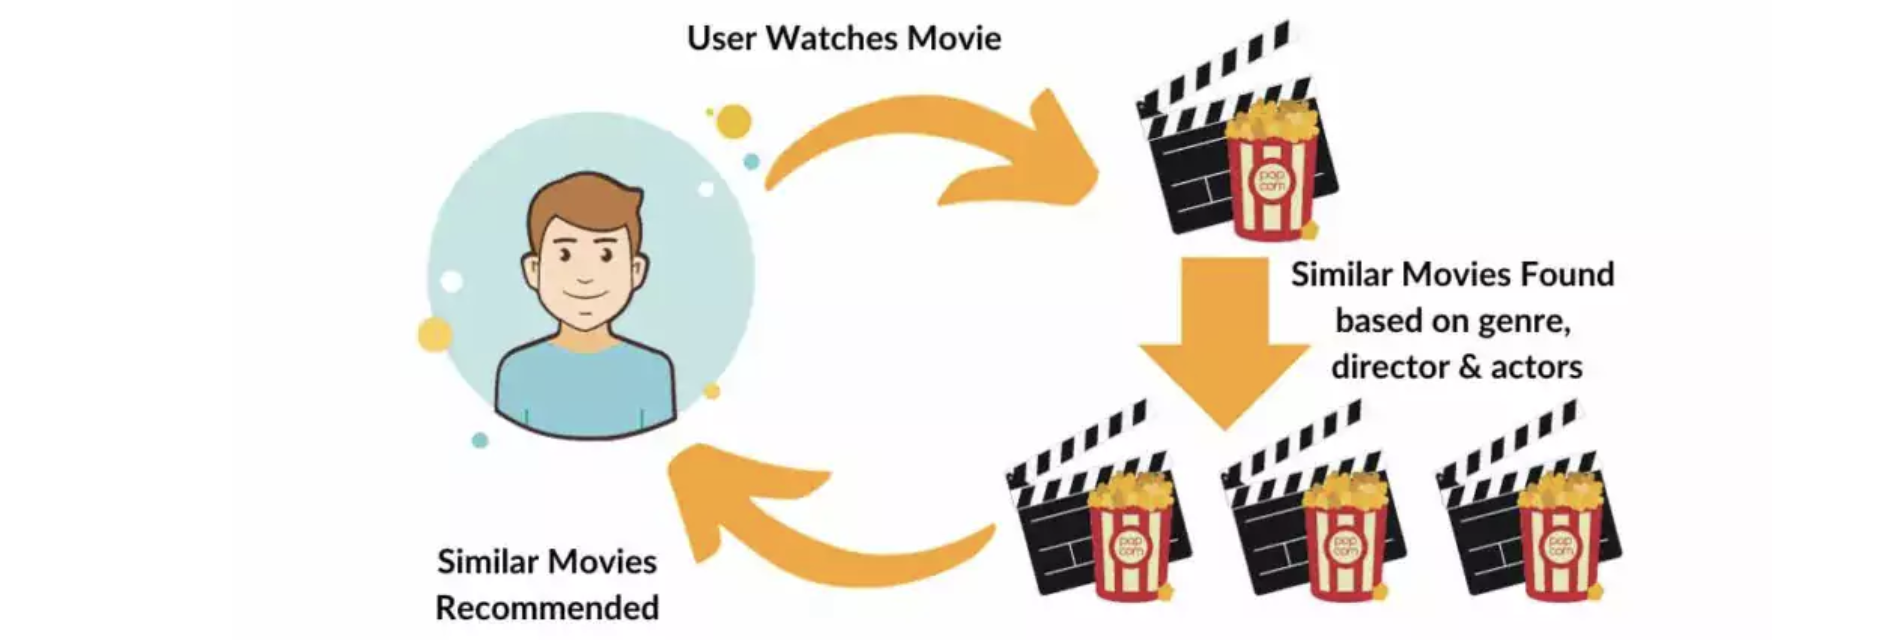 User Watches Movie
pop
corn
Similar Movies Found
based on genre,
director & actors
pop
corn
pop
corn
pop
corn
Similar Movies
Recommended